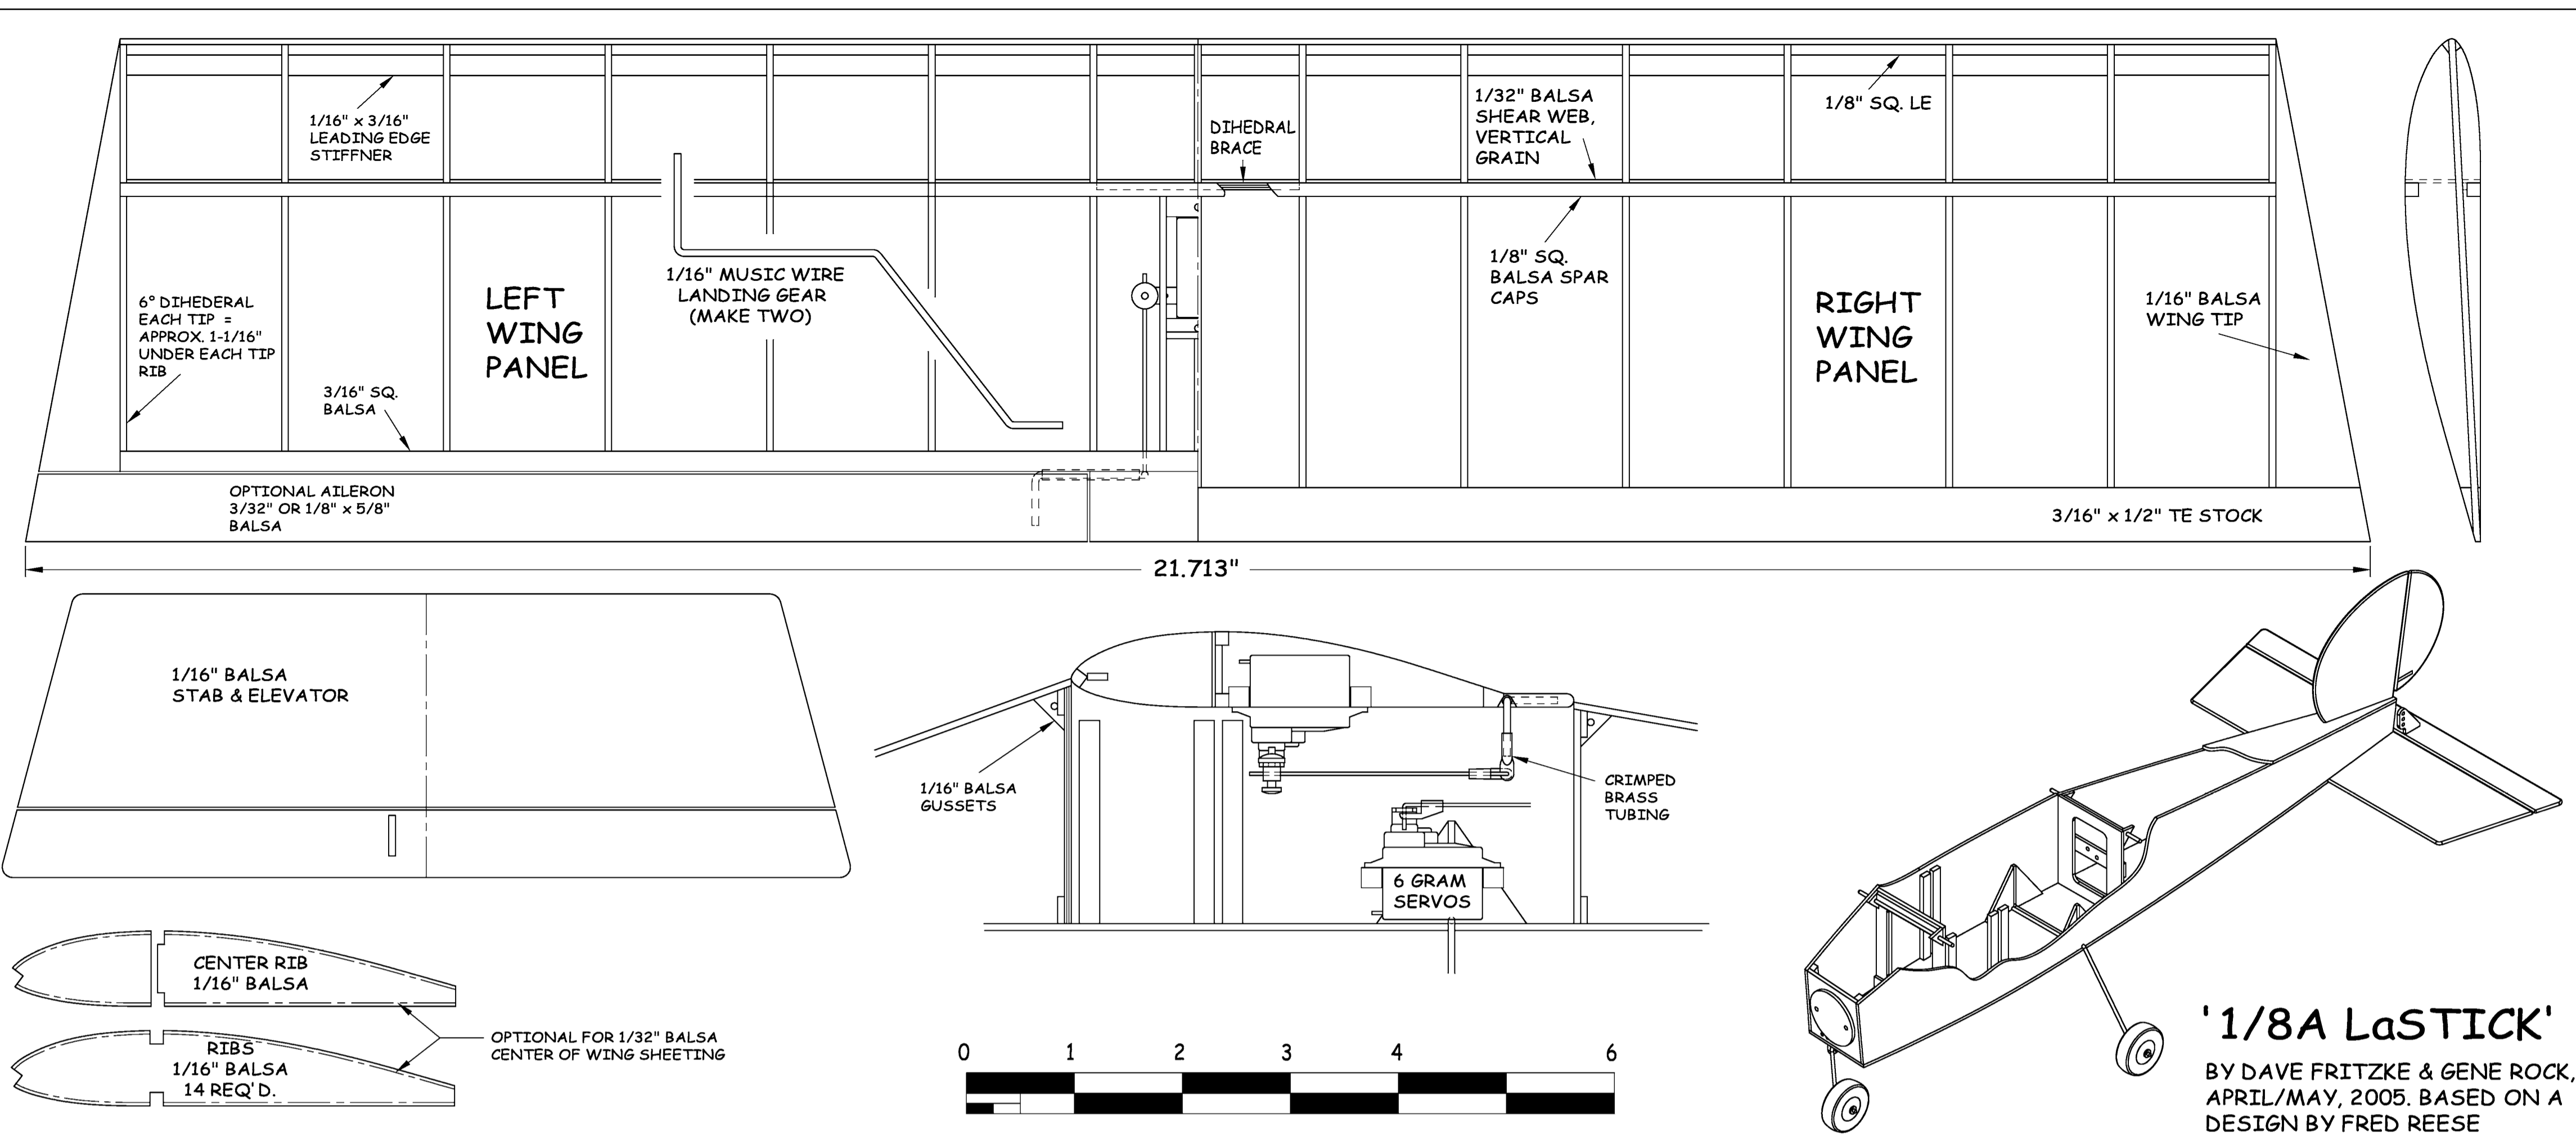 1/16" x 3/16"
LEADING EDGE
STIFFNER
DIHEDRAL
BRACE
1/32" BALSA
SHEAR WEB,
VERTICAL
GRAIN
1/8" SQ. LE
6° DIHEDERAL
EACH TIP =
APPROX. 1-1/16"
UNDER EACH TIP
RIB
3/16" SQ.
BALSA
LEFT
WING
PANEL
1/16" MUSIC WIRE
LANDING GEAR
(MAKE TWO)
1/8" SQ.
BALSA SPAR
CAPS
RIGHT
WING
PANEL
1/16" BALSA
WING TIP
OPTIONAL AILERON
3/32" OR 1/8" x 5/8"
BALSA
3/16" x 1/2" TE STOCK
21.713"
1/16" BALSA
STAB & ELEVATOR
1/16" BALSA
GUSSETS
CRIMPED
BRASS
TUBING
6 GRAM
SERVOS
CENTER RIB
1/16" BALSA
RIBS
1/16" BALSA
14 REQ'D.
OPTIONAL FOR 1/32" BALSA
CENTER OF WING SHEETING
0 1 2 3 4 6
'1/8A LaSTICK'
BY DAVE FRITZKE & GENE ROCK,
APRIL/MAY, 2005. BASED ON A
DESIGN BY FRED REESE